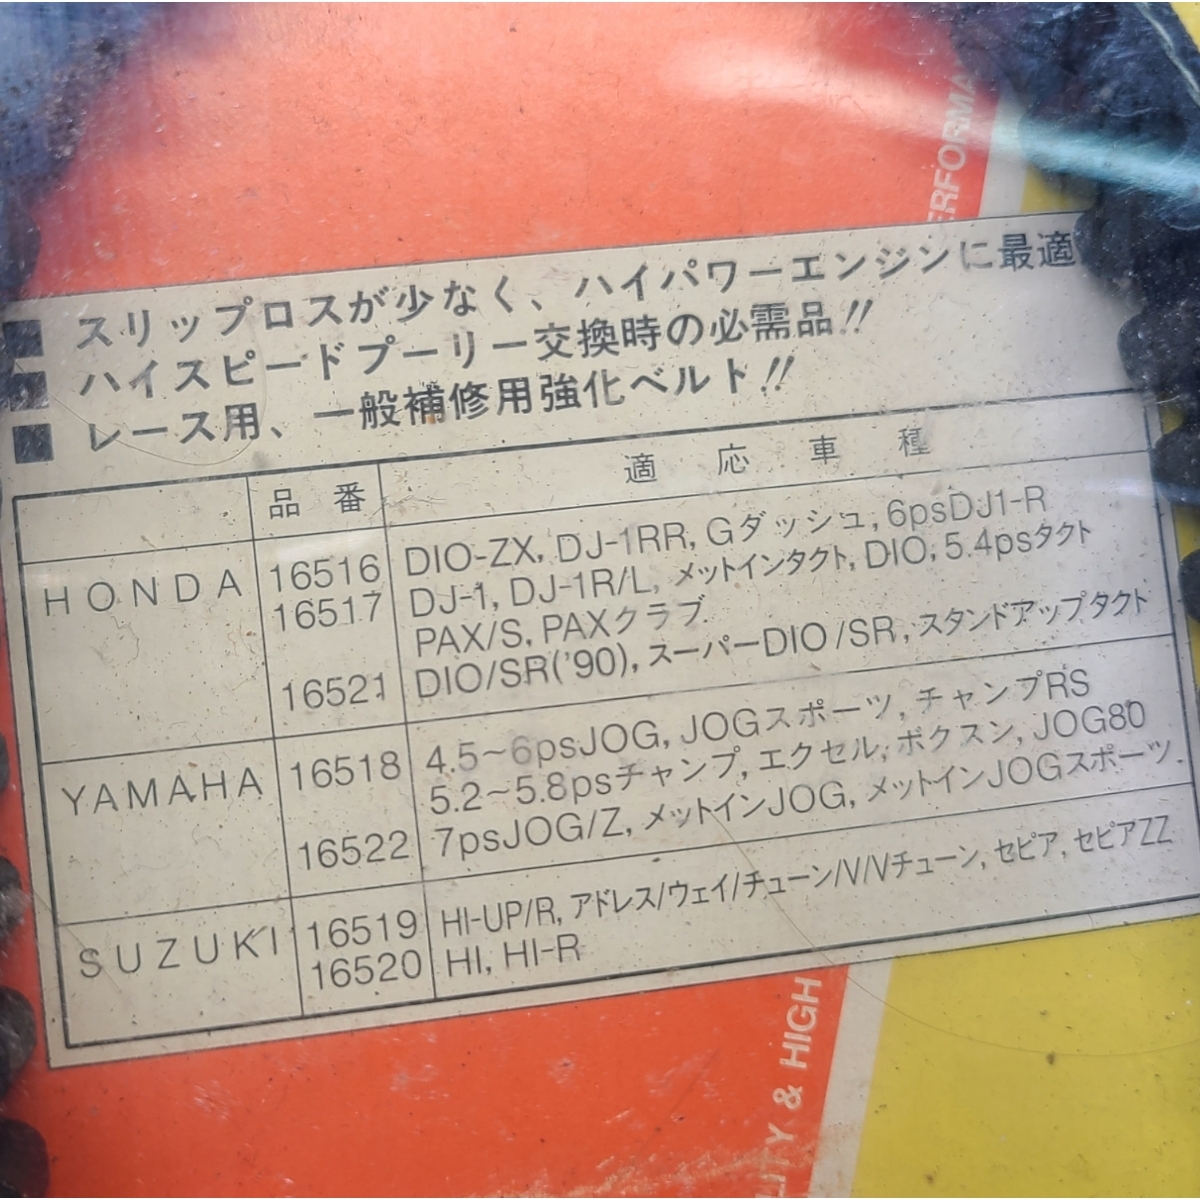 ERFORMA
■ スリップロスが少なく、ハイパワーエンジンに最適
■ ハイスピードプーリー交換時の必需品!!
■ レース用、一般補修用強化ベルト!!
品番 適応車種
HONDA 16516 DIO-ZX, DJ-1RR, Gダッシュ, 6psDJ1-R
16517 DJ-1, DJ-1R/L, メットインタクト, DIO, 5.4psタクト
PAX/S, PAXクラブ.
16521 DIO/SR('90), スーパーDIO/SR, スタンドアップタクト
YAMAHA 16518 4.5~6psJOG, JOGスポーツ, チャンプRS
5.2~5.8psチャンプ, エクセル, ボクスン, JOG80
16522 7psJOG/Z, メットインJOG, メットインJOGスポーツ.
SUZUKI 16519 HI-UP/R, アドレス/ウェイ/チューン/V/Vチューン, セピア, セピアZZ
16520 HI, HI-R
LITY & HIGH